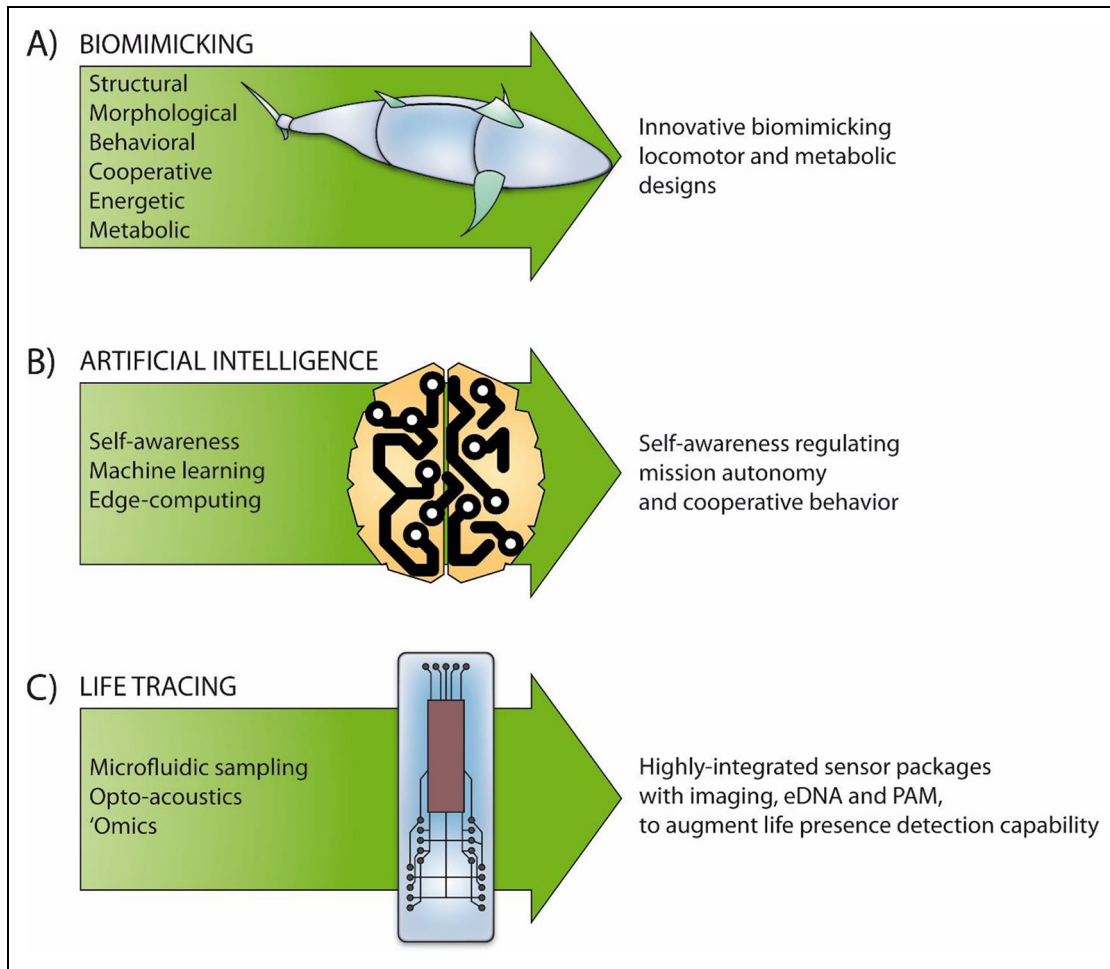 A) BIOMIMICKING
Structural
Morphological
Behavioral
Cooperative
Energetic
Metabolic
Innovative biomimicking
locomotor and metabolic
designs
B) ARTIFICIAL INTELLIGENCE
Self-awareness
Machine learning
Edge-computing
Self-awareness regulating
mission autonomy
and cooperative behavior
C) LIFE TRACING
Microfluidic sampling
Opto-acoustics
‘Omics
Highly-integrated sensor packages
with imaging, eDNA and PAM,
to augment life presence detection capability